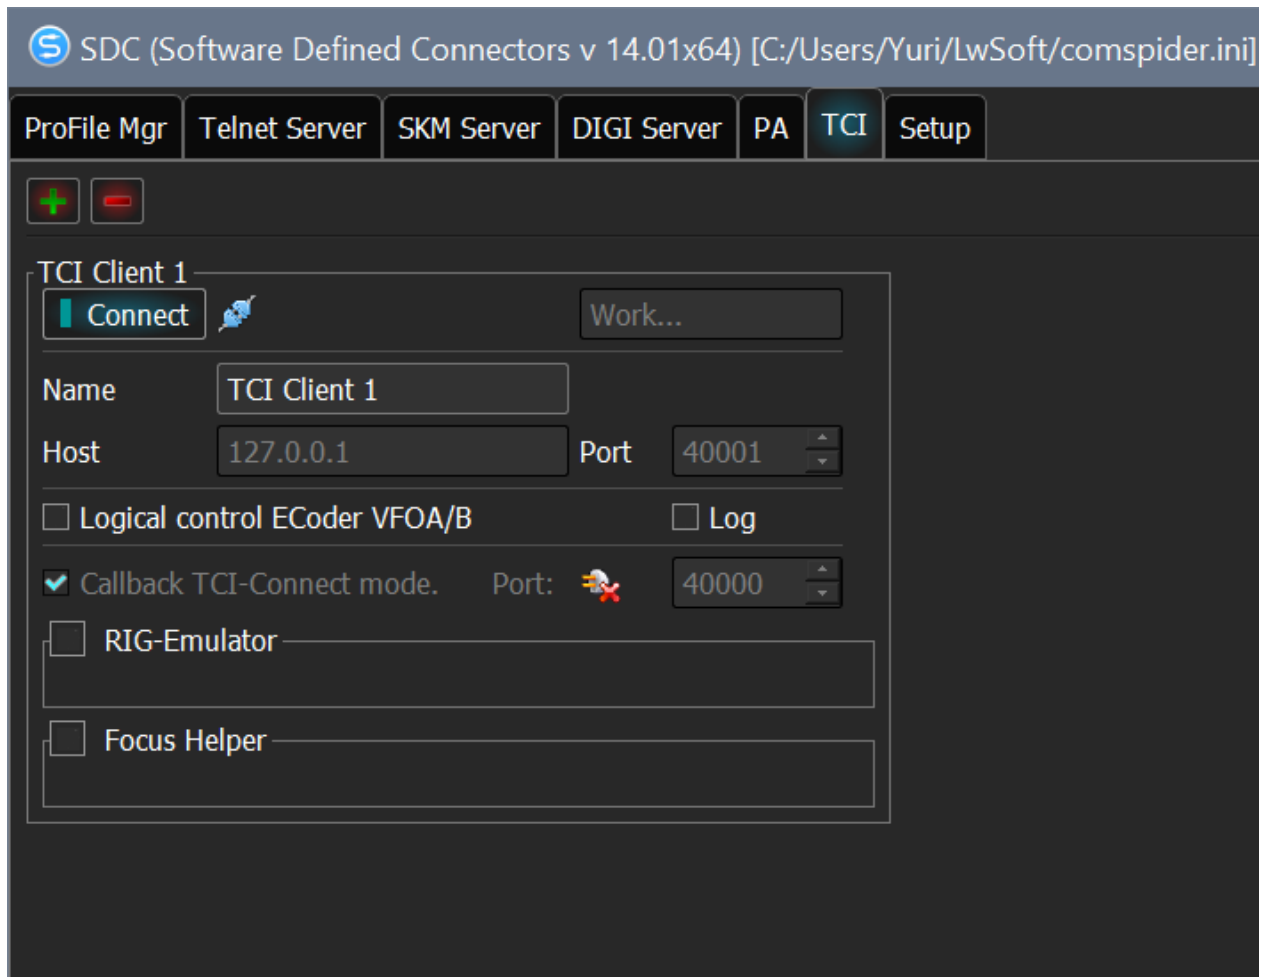 SDC (Software Defined Connectors v 14.01x64) [C:/Users/Yuri/LwSoft/comspider.ini]
ProFile Mgr Telnet Server SKM Server DIGI Server PA TCI Setup
TCI Client 1
Connect Work...
Name TCI Client 1
Host 127.0.0.1 Port 40001
Logical control ECoder VFOA/B Log
Callback TCI-Connect mode. Port: 40000
RIG-Emulator
Focus Helper